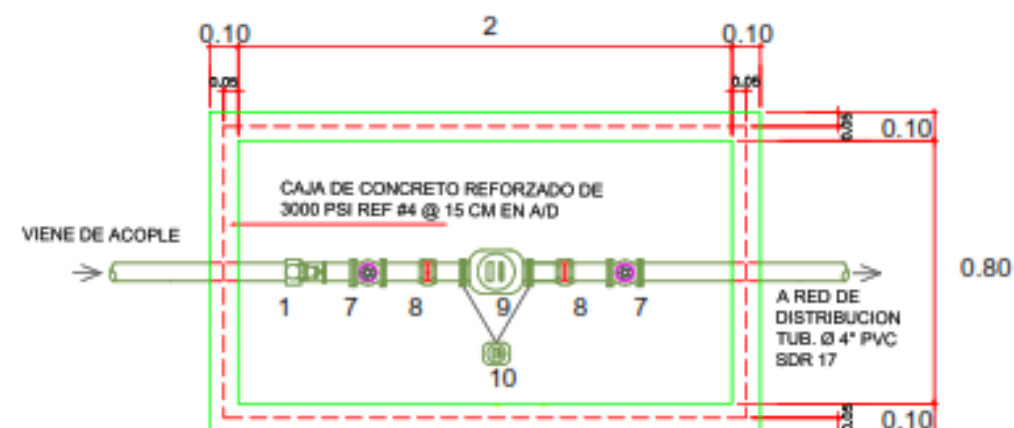 0.10 2 0.10
0.05 0.05
0.05 0.10
CAJA DE CONCRETO REFORZADO DE
3000 PSI REF #4 @ 15 CM EN A/D
VIENE DE ACOPLE
0.80
1 7 8 9 8 7
A RED DE
DISTRIBUCION
TUB. Ø 4" PVC
SDR 17
10
0.05 0.10